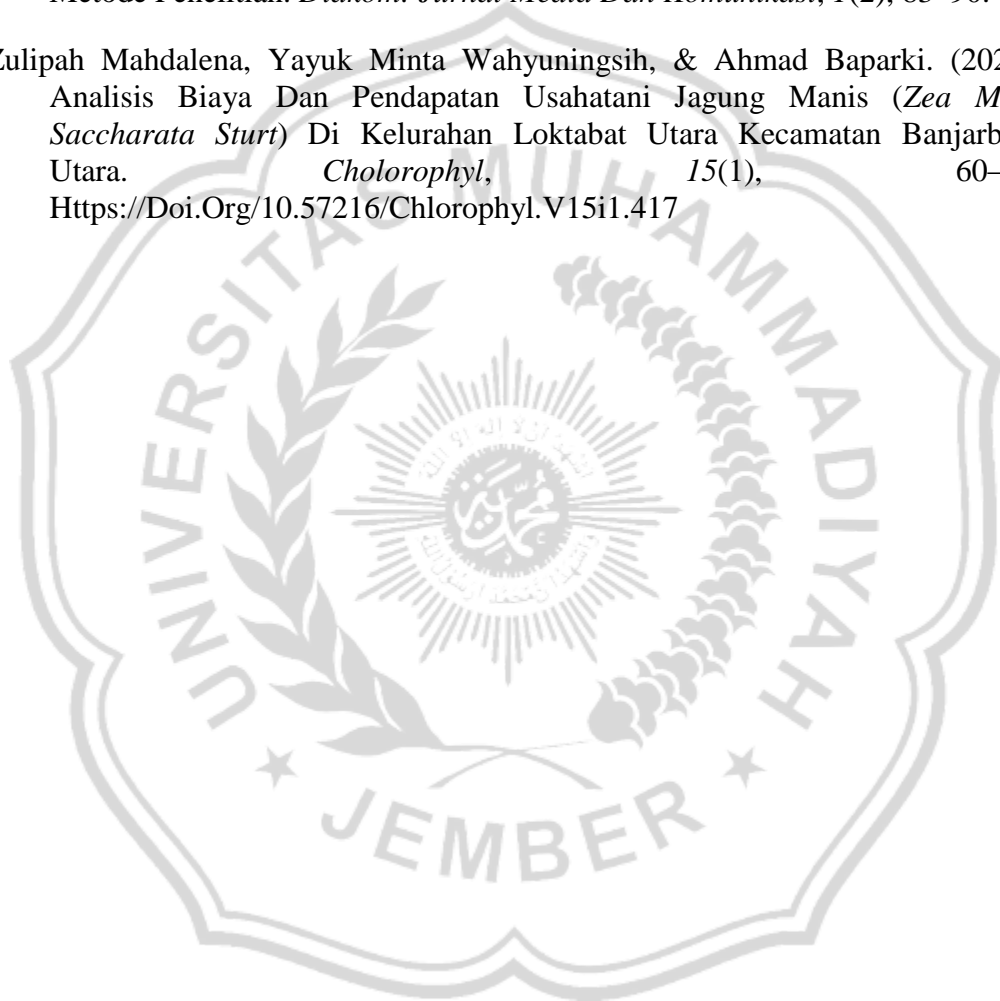 Metode Penelitian. Diakom: Jurnal Media Dan Komunikasi, 1(2), 83–90.
Zulipah Mahdalena, Yayuk Minta Wahyuningsih, & Ahmad Baparki. (202
Analisis Biaya Dan Pendapatan Usahatani Jagung Manis (Zea M
Saccharata Sturt) Di Kelurahan Loktabat Utara Kecamatan Banjarb
Utara. Cholorophyl, 15(1), 60–
Https://Doi.Org/10.57216/Chlorophyl.V15i1.417
UNIVERSITAS MUHAMMADIYAH
JEMBER